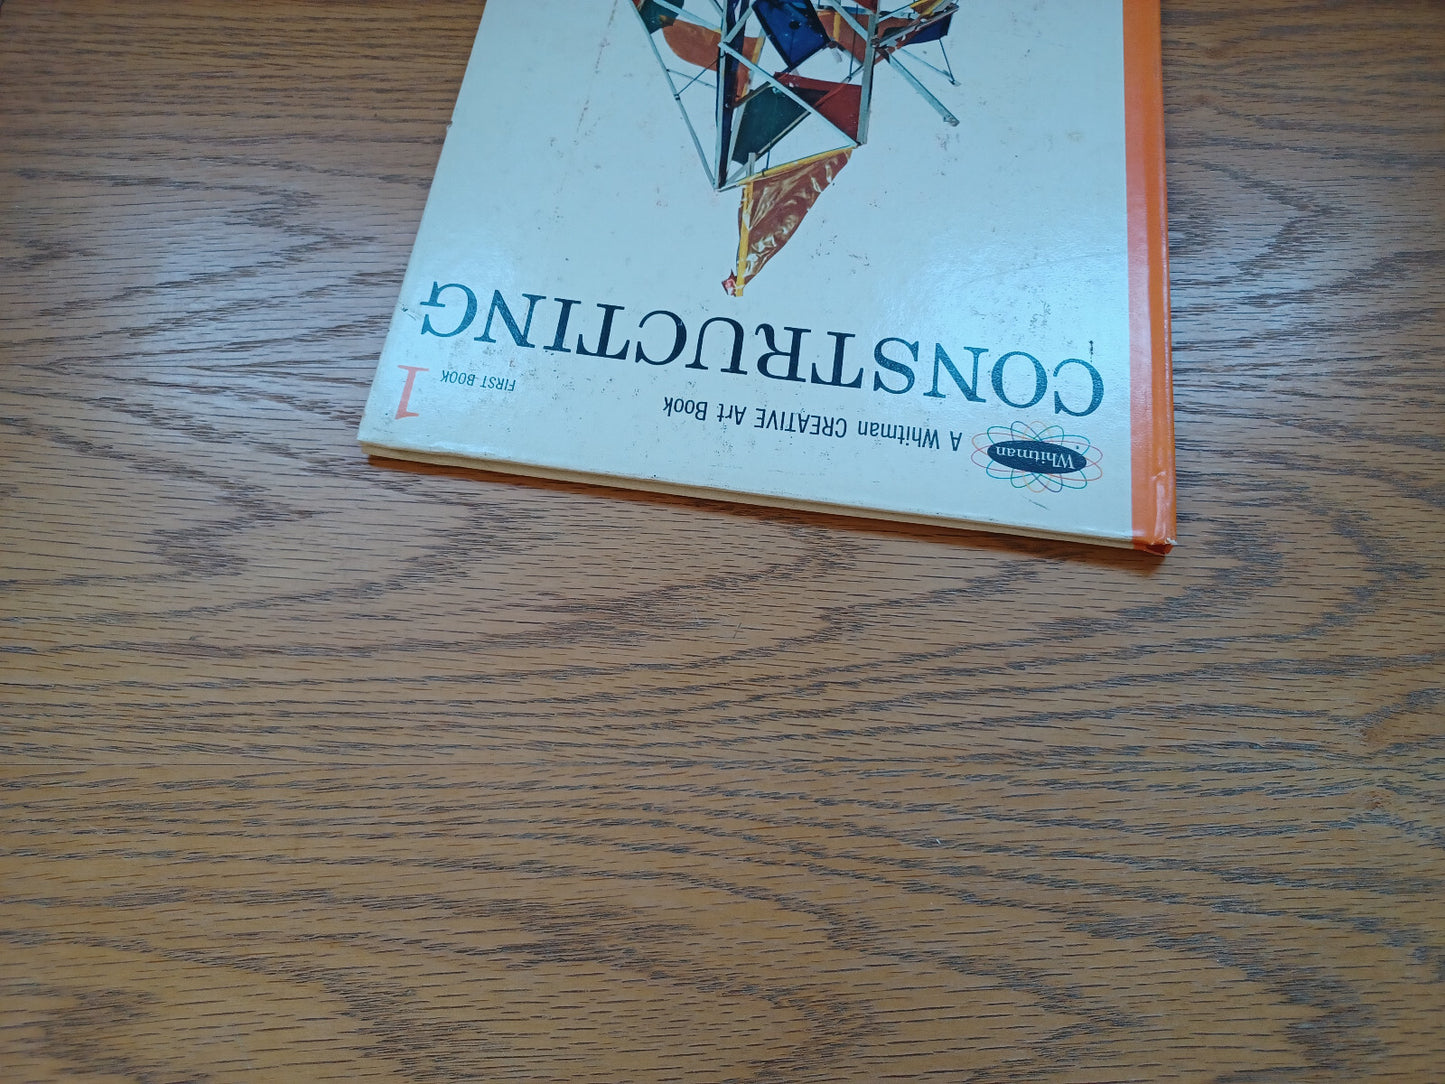 Whitman
A Whitman CREATIVE Art Book
FIRST BOOK 1
CONSTRUCTING